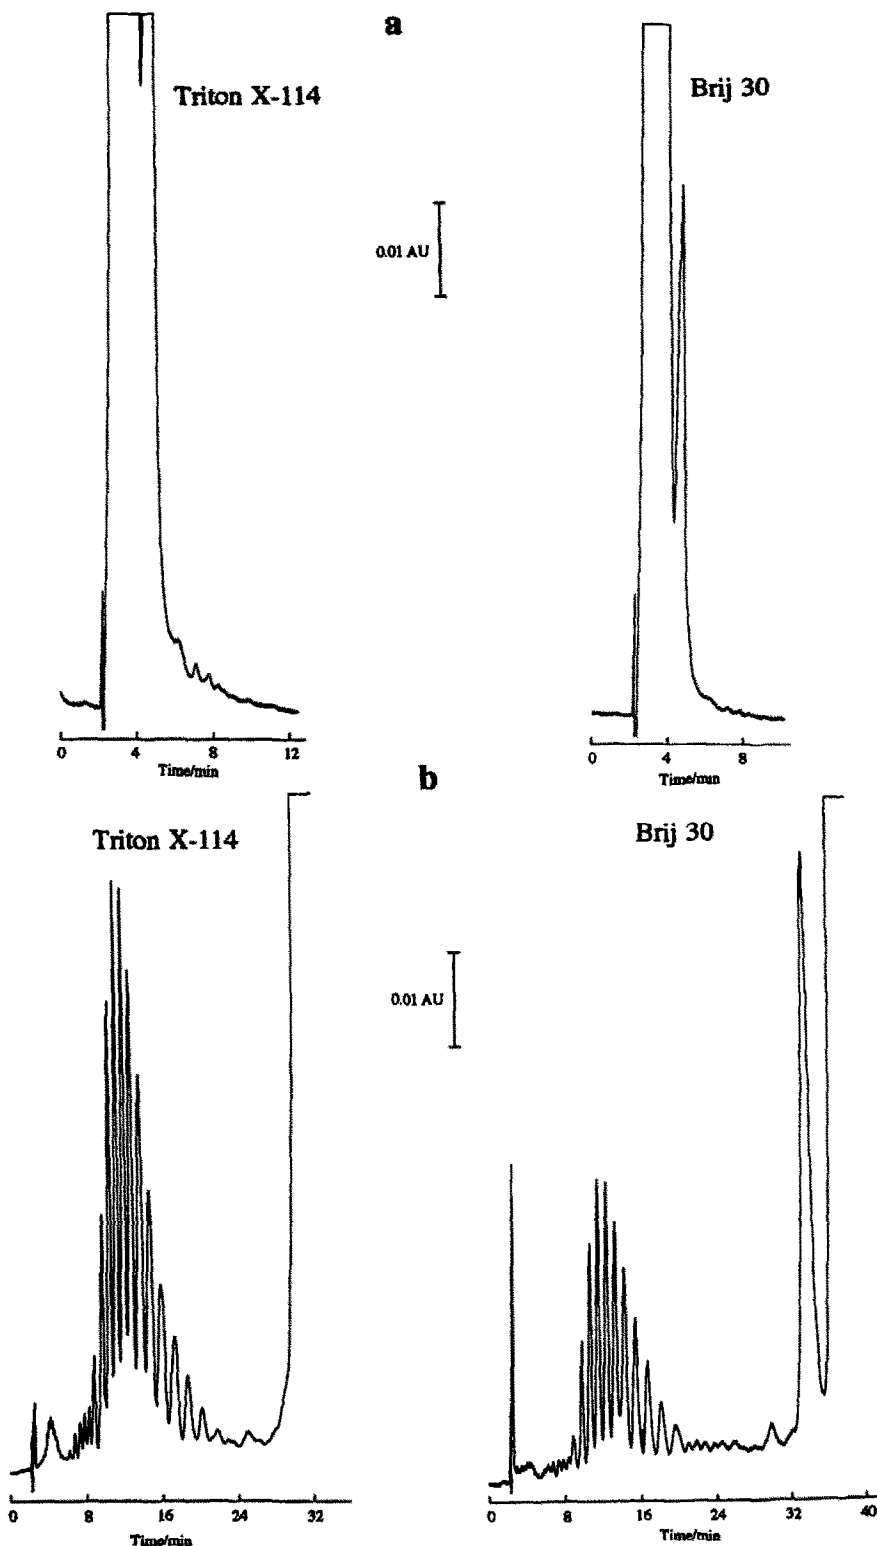 a
Triton X-114
Brij 30
0.01 AU
0 4 8 12
Time/min
0 4 8
Time/min
b
Triton X-114
Brij 30
0.01 AU
0 8 16 24 32
Time/min
0 8 16 24 32 40
Time/min